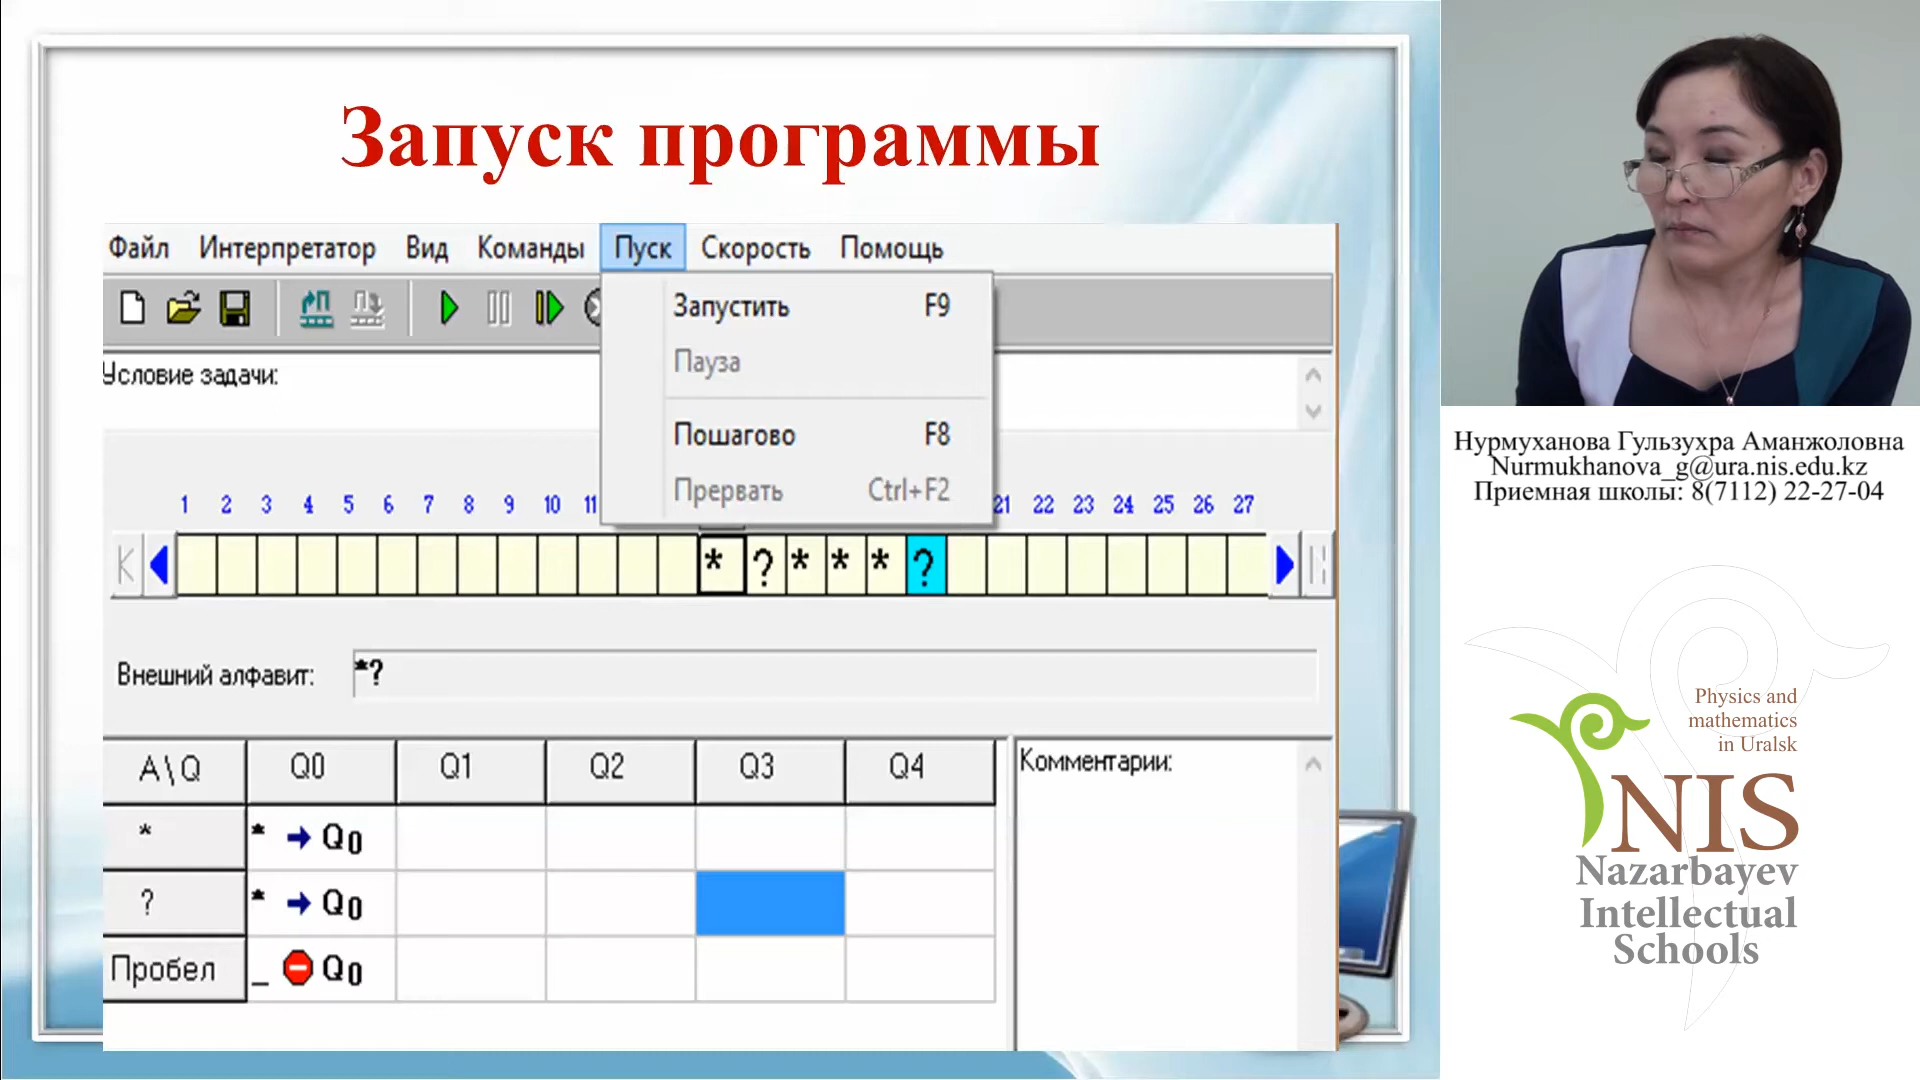 Запуск программы
Файл Интерпретатор Вид Команды Пуск Скорость Помощь
Запустить F9
Пауза
Пошагово F8
Прервать Ctrl+F2
Условие задачи:
1 2 3 4 5 6 7 8 9 10 11 21 22 23 24 25 26 27
* ? * * * ?
Внешний алфавит: *?
A\Q Q0 Q1 Q2 Q3 Q4
* * → Q0
? * → Q0
Пробел _ Q0
Комментарии:
Нурмуханова Гульзухра Аманжоловна
Nurmukhanova_g@ura.nis.edu.kz
Приемная школы: 8(7112) 22-27-04
Physics and
mathematics
in Uralsk
NIS
Nazarbayev
Intellectual
Schools